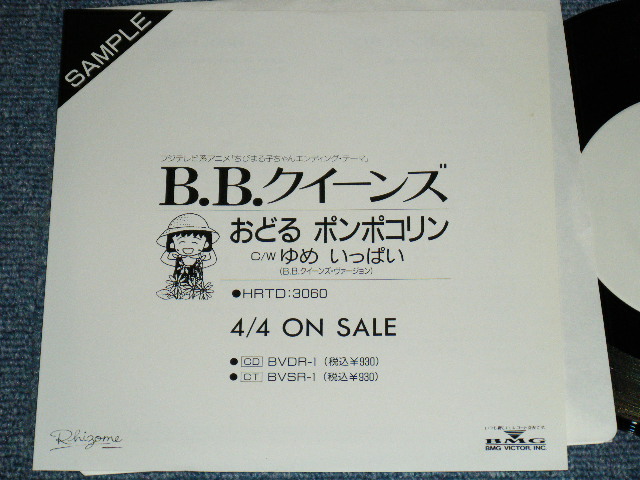 SAMPLE
フジテレビ系アニメ「ちびまる子ちゃんエンディング・テーマ」
B.B.クイーンズ
おどる ポンポコリン
C/W ゆめ いっぱい
(B.B.クイーンズ・ヴァージョン)
●HRTD:3060
4/4 ON SALE
● CD BVDR-1 (税込¥930)
● CT BVSR-1 (税込¥930)
Rhizome
BMG
BMG VICTOR, INC.